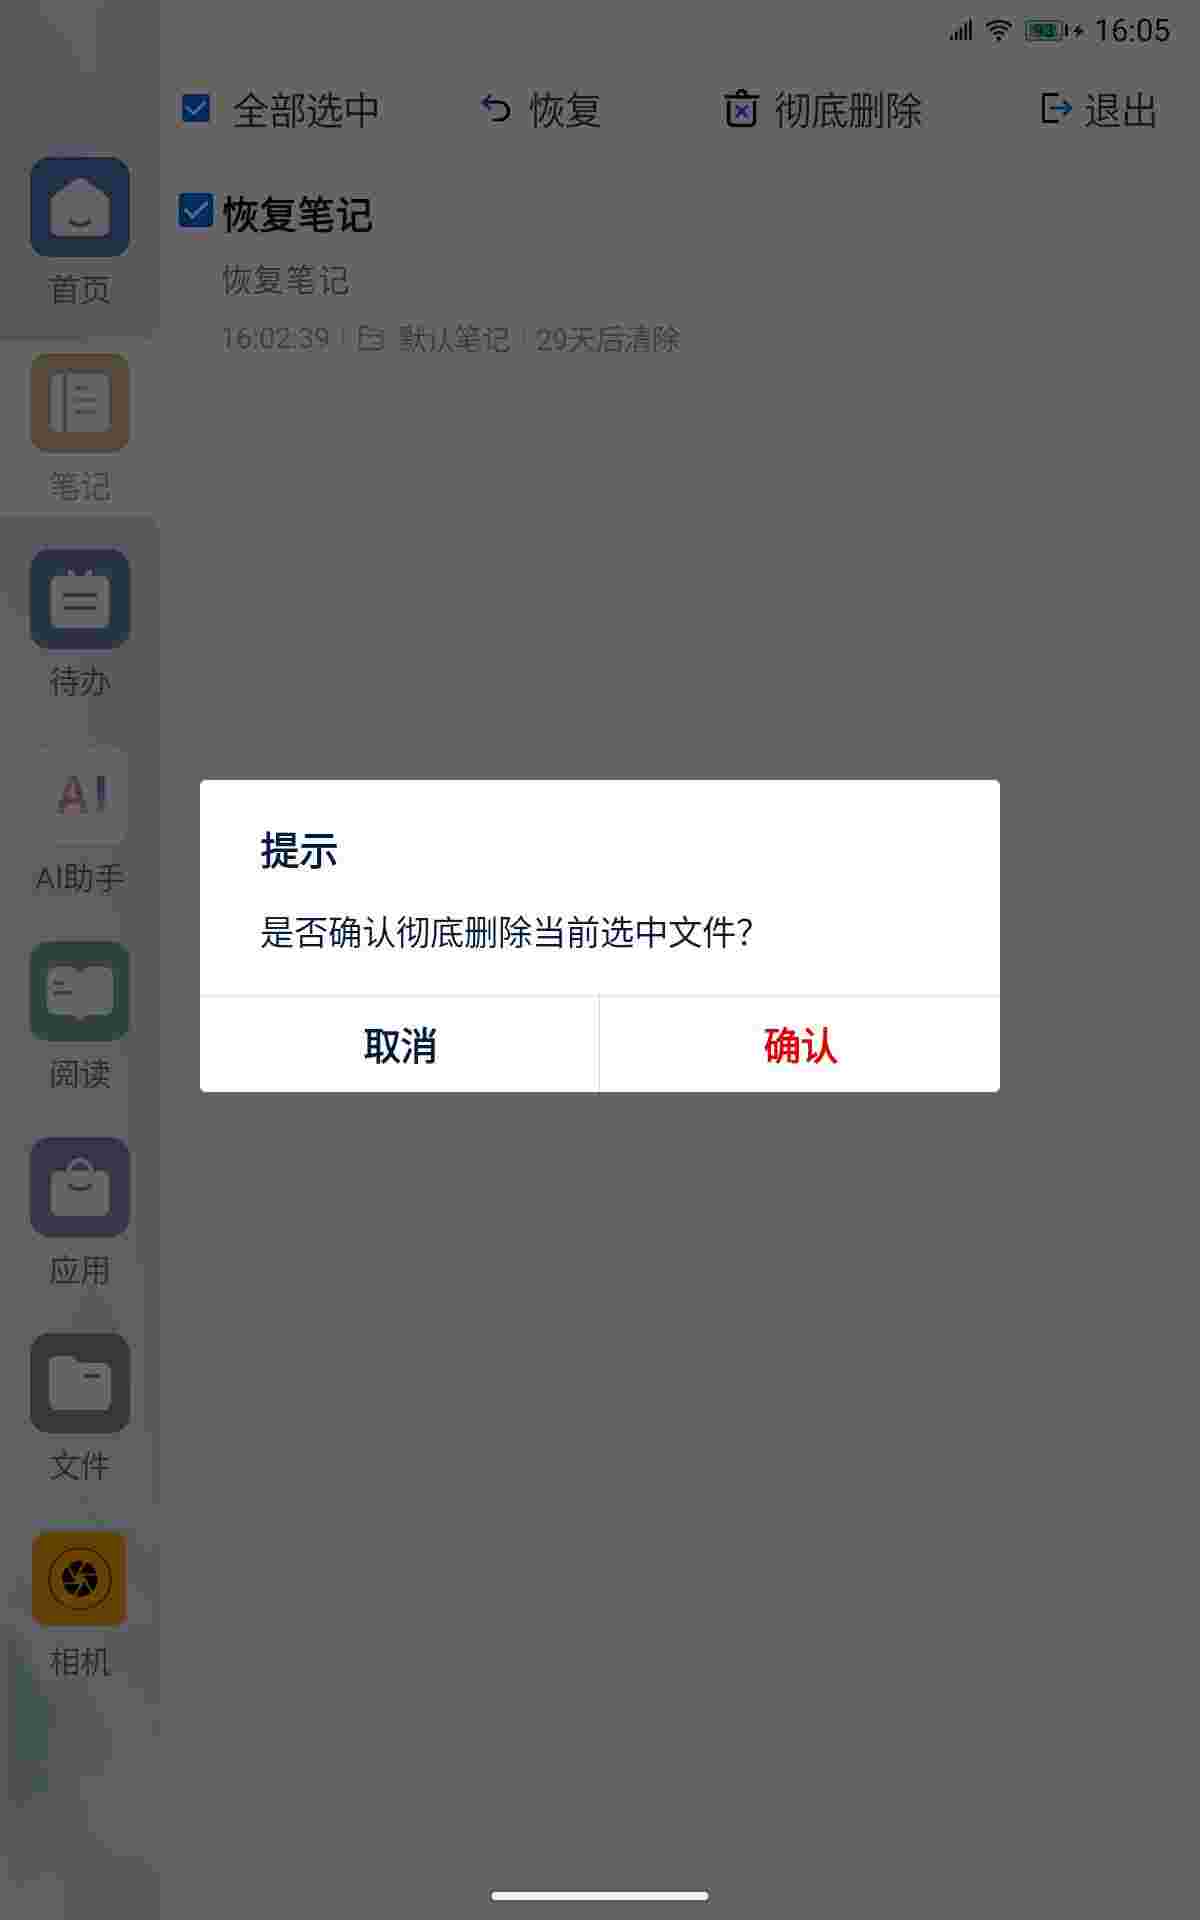 93 16:05
全部选中 恢复 彻底删除 退出
恢复笔记
恢复笔记
16:02:39 | 默认笔记 | 29天后清除
首页
笔记
待办
AI
AI助手
阅读
应用
文件
相机
提示
是否确认彻底删除当前选中文件?
取消 确认